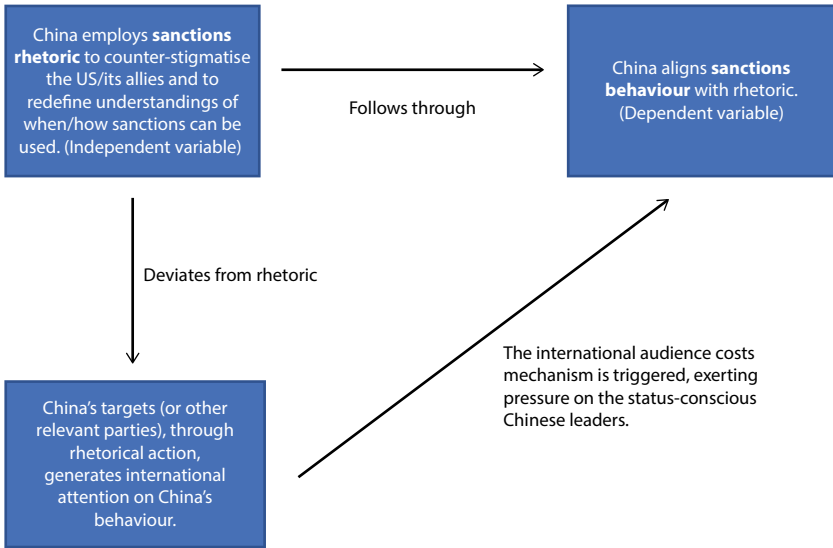 China employs sanctions
rhetoric to counter-stigmatise
the US/its allies and to
redefine understandings of
when/how sanctions can be
used. (Independent variable)
Follows through
China aligns sanctions
behaviour with rhetoric.
(Dependent variable)
Deviates from rhetoric
The international audience costs
mechanism is triggered, exerting
pressure on the status-conscious
Chinese leaders.
China's targets (or other
relevant parties), through
rhetorical action,
generates international
attention on China's
behaviour.